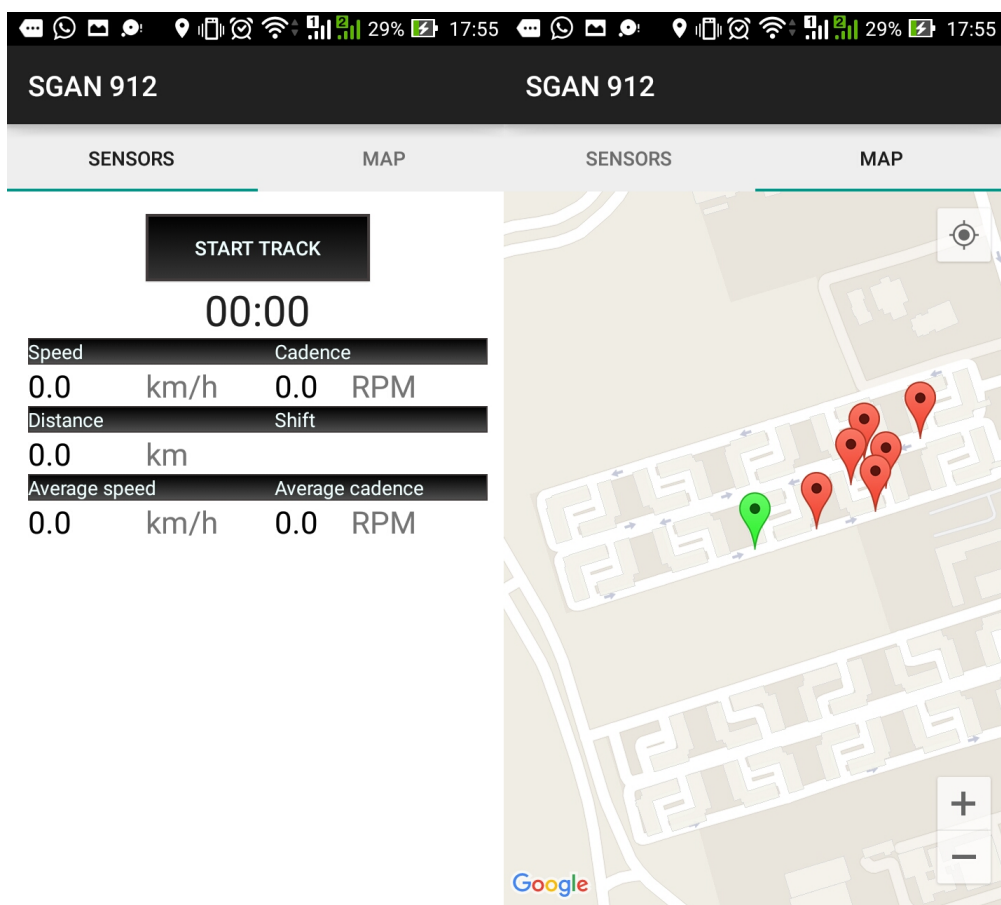 29% 17:55
SGAN 912
SENSORS MAP
START TRACK
00:00
Speed Cadence
0.0 km/h 0.0 RPM
Distance Shift
0.0 km
Average speed Average cadence
0.0 km/h 0.0 RPM
29% 17:55
SGAN 912
SENSORS MAP
+
−
Google